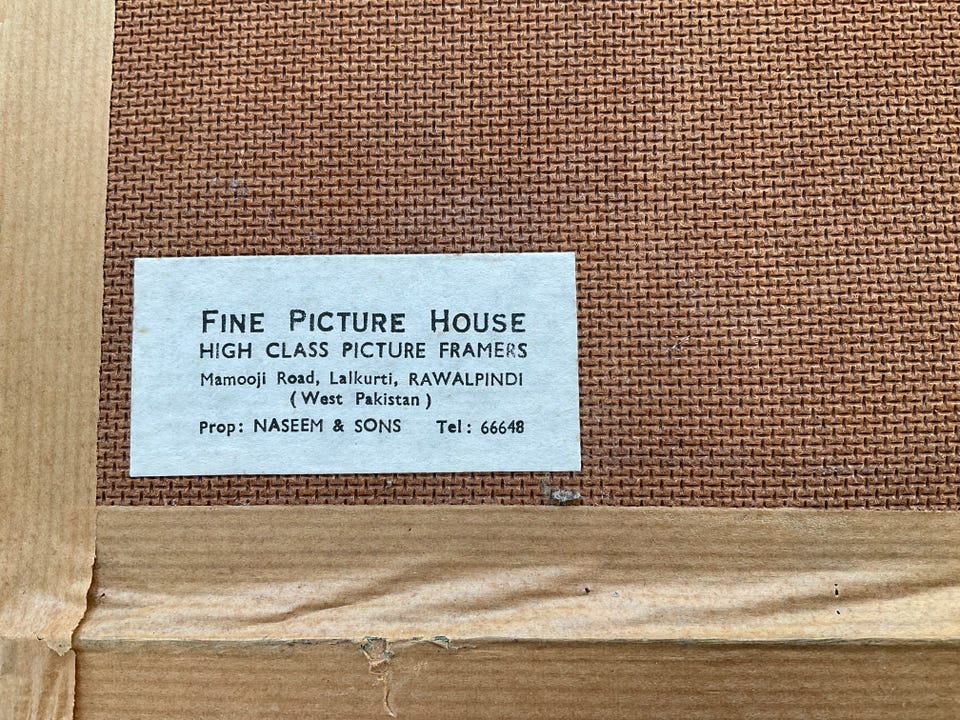 FINE PICTURE HOUSE
HIGH CLASS PICTURE FRAMERS
Mamooji Road, Lalkurti, RAWALPINDI
(West Pakistan)
Prop: NASEEM & SONS Tel: 66648